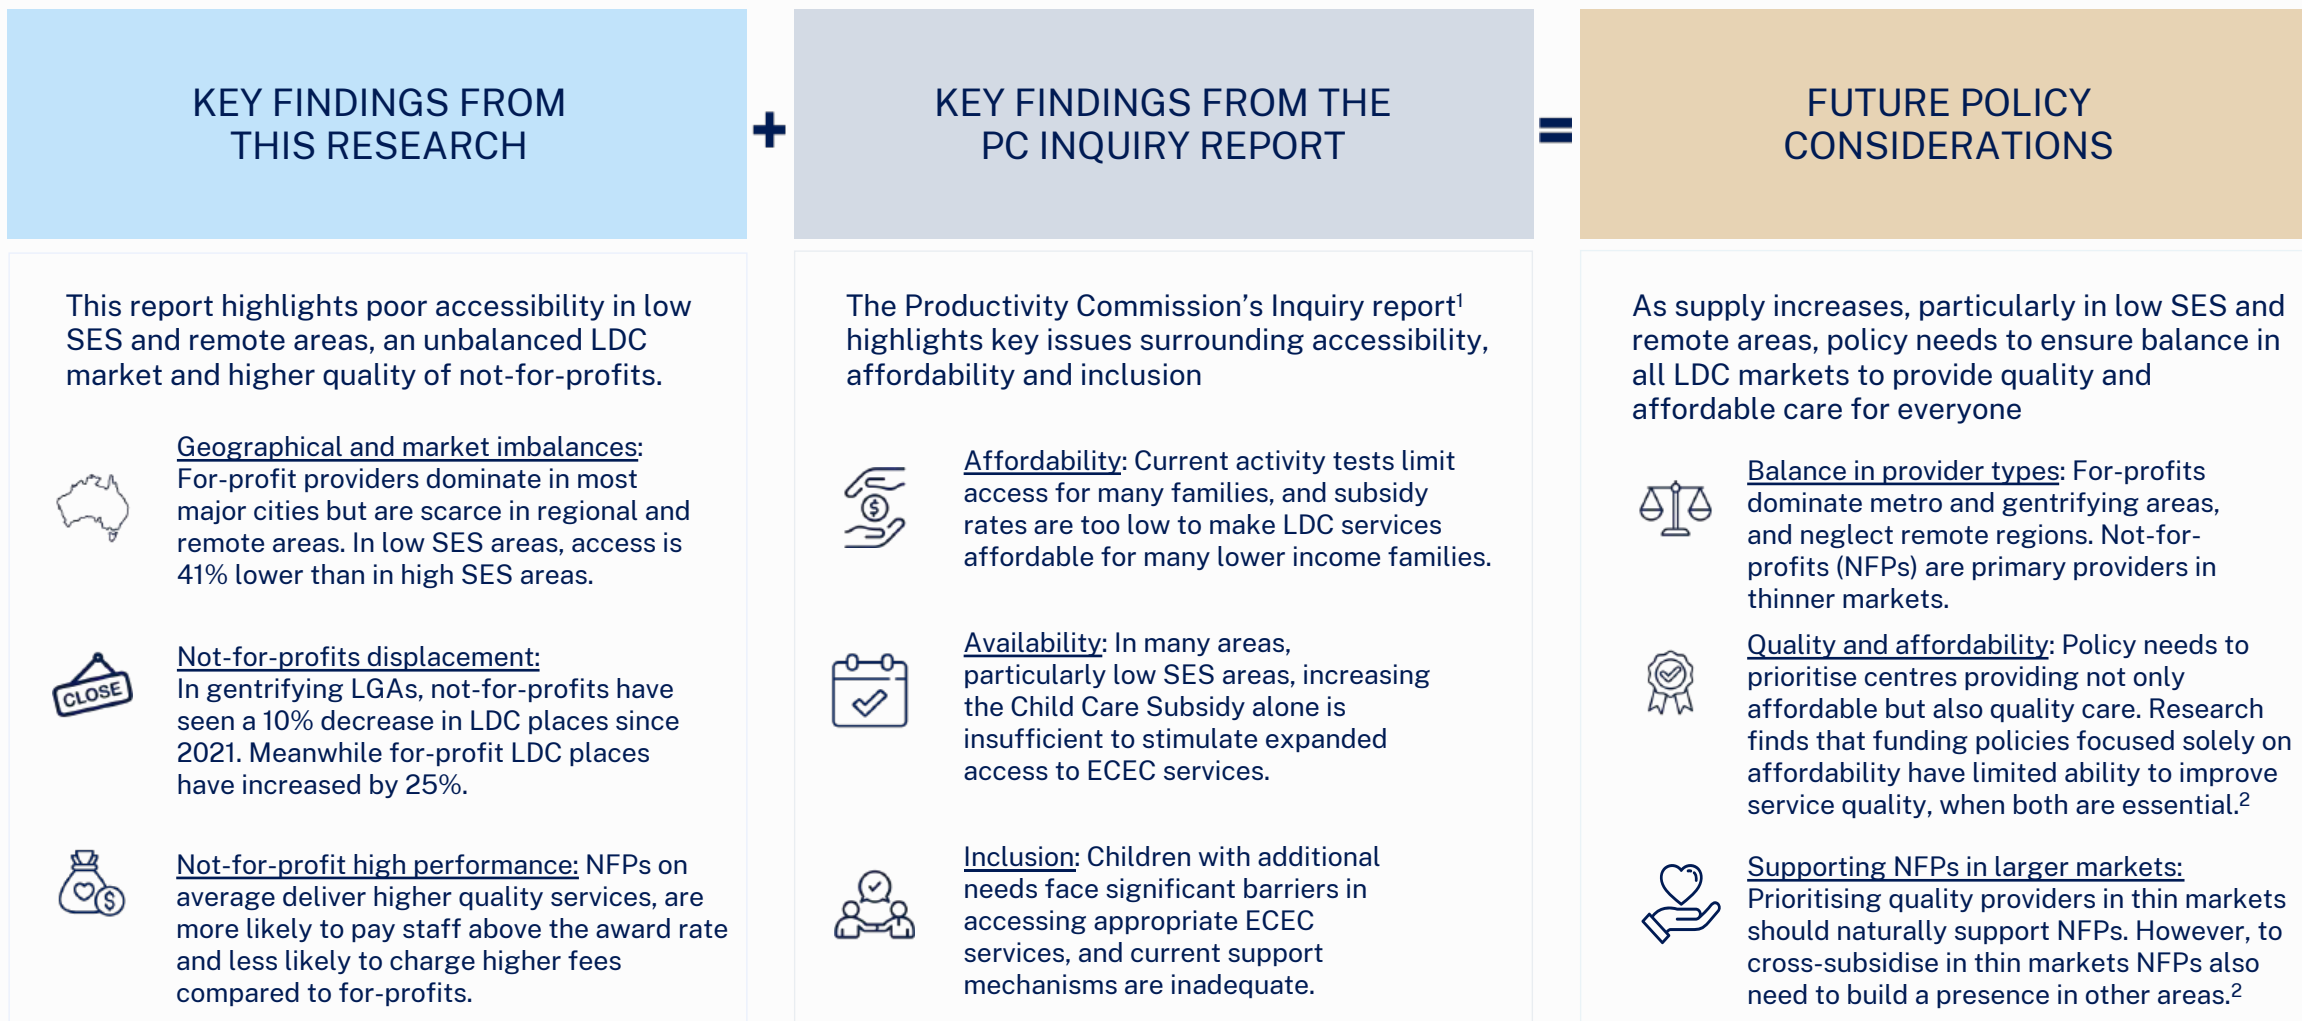 KEY FINDINGS FROM
THIS RESEARCH
+
KEY FINDINGS FROM THE
PC INQUIRY REPORT
=
FUTURE POLICY
CONSIDERATIONS
This report highlights poor accessibility in low
SES and remote areas, an unbalanced LDC
market and higher quality of not-for-profits.
Geographical and market imbalances:
For-profit providers dominate in most
major cities but are scarce in regional and
remote areas. In low SES areas, access is
41% lower than in high SES areas.
CLOSE
Not-for-profits displacement:
In gentrifying LGAs, not-for-profits have
seen a 10% decrease in LDC places since
2021. Meanwhile for-profit LDC places
have increased by 25%.
$
Not-for-profit high performance: NFPs on
average deliver higher quality services, are
more likely to pay staff above the award rate
and less likely to charge higher fees
compared to for-profits.
The Productivity Commission’s Inquiry report¹
highlights key issues surrounding accessibility,
affordability and inclusion
$
Affordability: Current activity tests limit
access for many families, and subsidy
rates are too low to make LDC services
affordable for many lower income families.
Availability: In many areas,
particularly low SES areas, increasing
the Child Care Subsidy alone is
insufficient to stimulate expanded
access to ECEC services.
Inclusion: Children with additional
needs face significant barriers in
accessing appropriate ECEC
services, and current support
mechanisms are inadequate.
As supply increases, particularly in low SES and
remote areas, policy needs to ensure balance in
all LDC markets to provide quality and
affordable care for everyone
Balance in provider types: For-profits
dominate metro and gentrifying areas,
and neglect remote regions. Not-for-
profits (NFPs) are primary providers in
thinner markets.
Quality and affordability: Policy needs to
prioritise centres providing not only
affordable but also quality care. Research
finds that funding policies focused solely on
affordability have limited ability to improve
service quality, when both are essential.²
Supporting NFPs in larger markets:
Prioritising quality providers in thin markets
should naturally support NFPs. However, to
cross-subsidise in thin markets NFPs also
need to build a presence in other areas.²